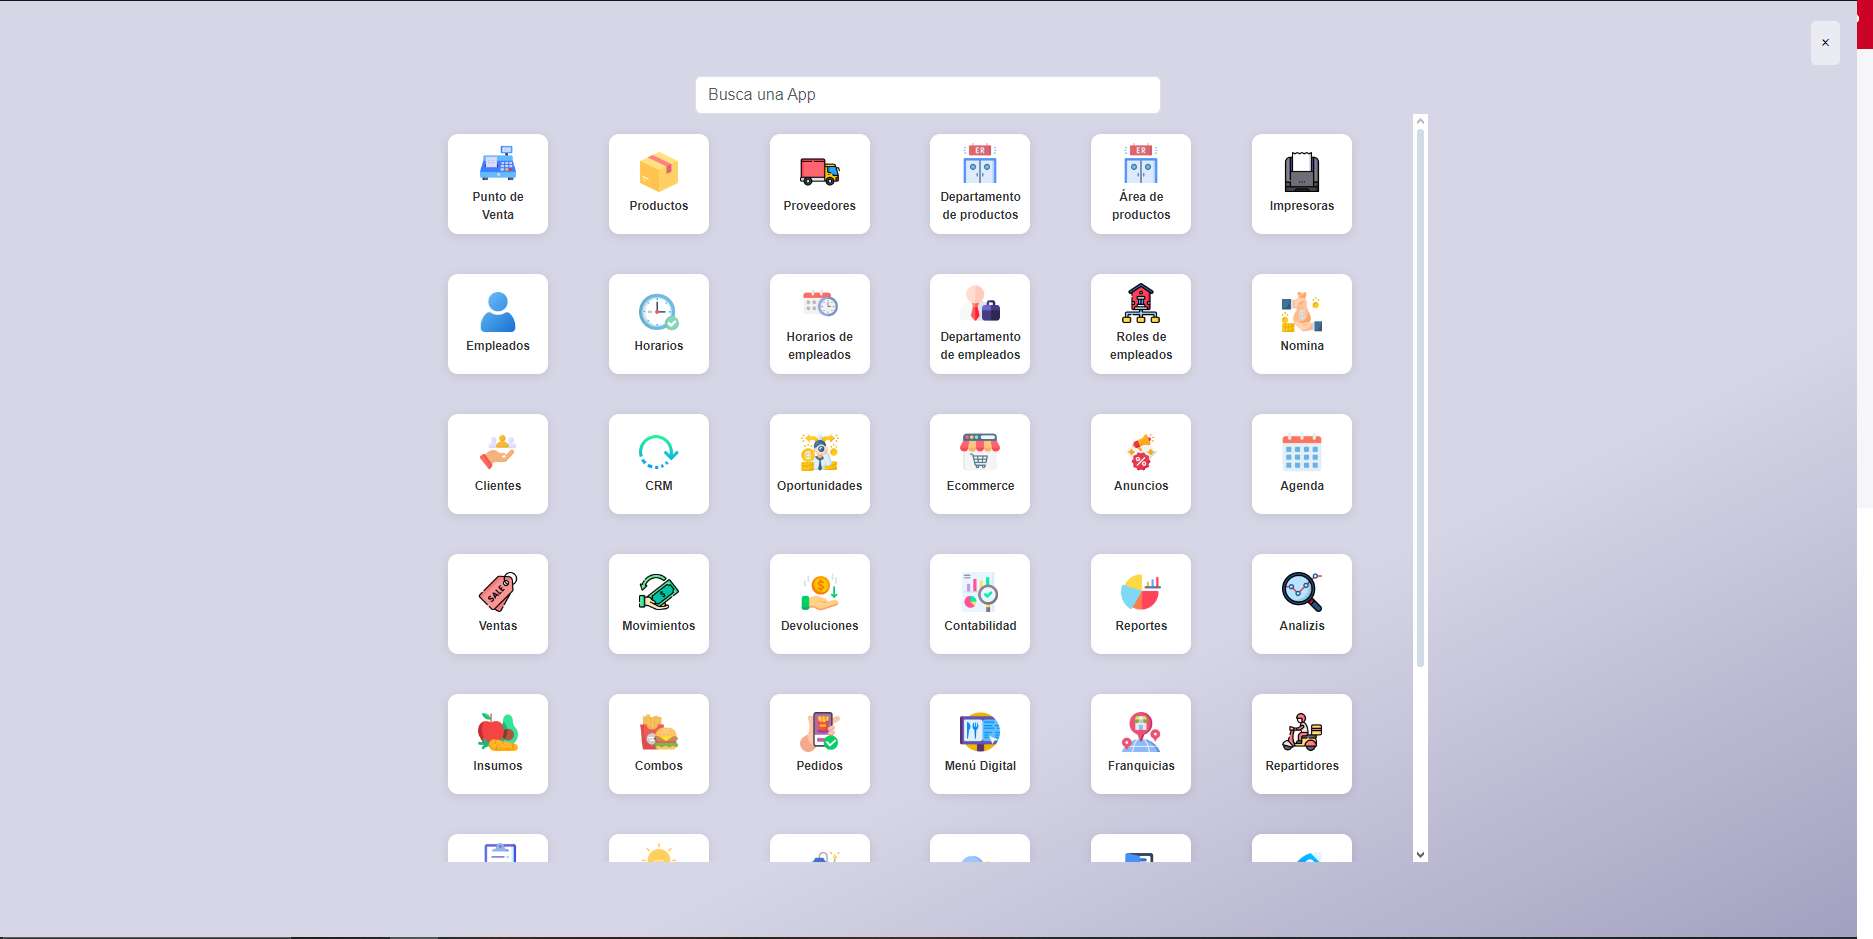 ×
Busca una App
Punto de
Venta
Productos
Proveedores
ER
Departamento
de productos
ER
Área de
productos
Impresoras
Empleados
Horarios
Horarios de
empleados
Departamento
de empleados
Roles de
empleados
Nomina
Clientes
CRM
Oportunidades
Ecommerce
%
Anuncios
Agenda
SALE
Ventas
Movimientos
Devoluciones
Contabilidad
Reportes
Analizis
Insumos
Combos
Pedidos
Menú Digital
Franquicias
Repartidores